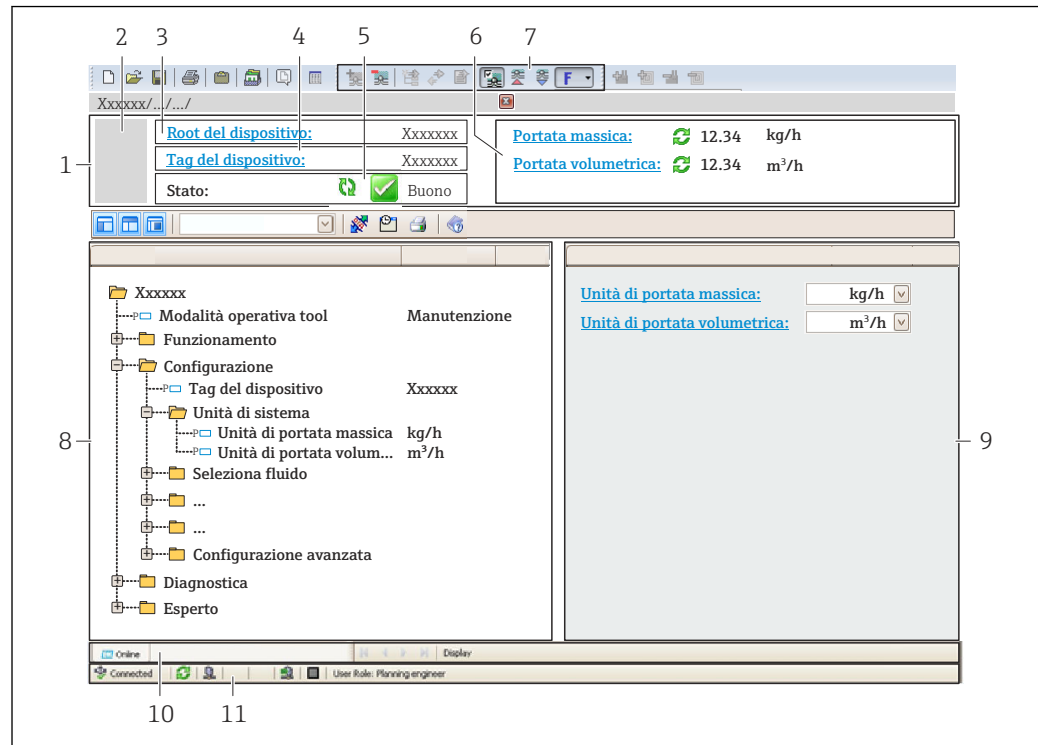 2 3 4 5 6 7
F
Xxxxxx/.../.../
1
Root del dispositivo: Xxxxxxx
Tag del dispositivo: Xxxxxxx
Stato: Buono
Portata massica: 12.34 kg/h
Portata volumetrica: 12.34 m³/h
Xxxxxx
P Modalità operativa tool Manutenzione
Funzionamento
Configurazione
P Tag del dispositivo Xxxxxx
Unità di sistema
P Unità di portata massica kg/h
P Unità di portata volum... m³/h
Seleziona fluido
...
...
Configurazione avanzata
Diagnostica
Esperto
8
Unità di portata massica: kg/h
Unità di portata volumetrica: m³/h
9
Online Display
Connected User Role: Planning engineer
10 11